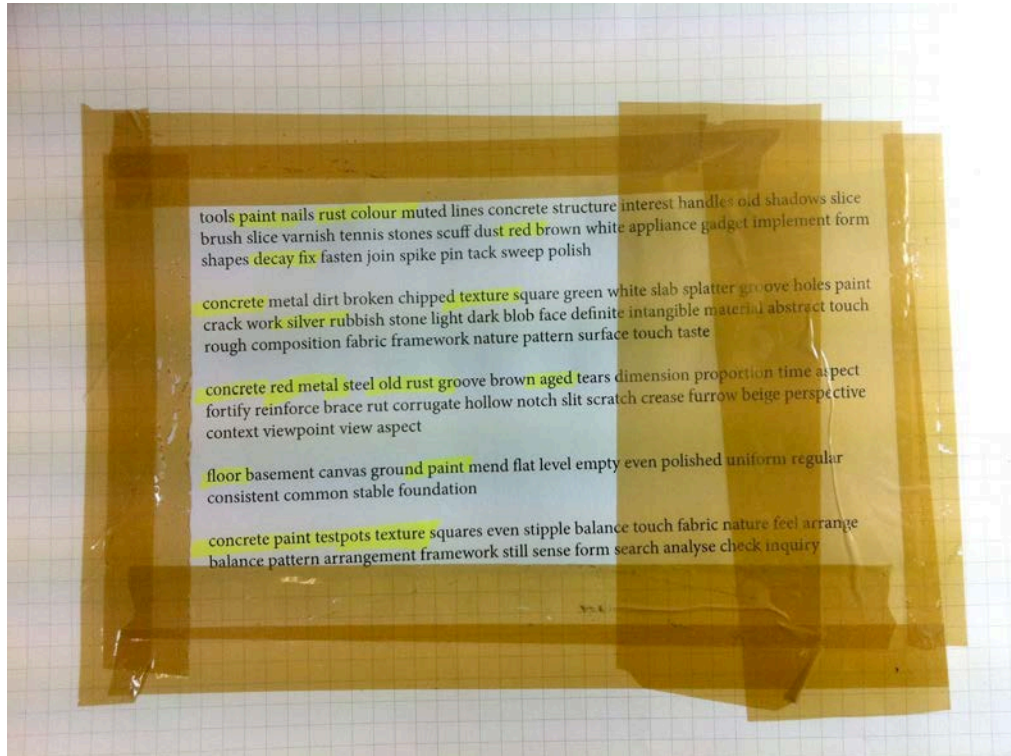 tools paint nails rust colour muted lines concrete structure interest handles old shadows slice
brush slice varnish tennis stones scuff dust red brown white appliance gadget implement form
shapes decay fix fasten join spike pin tack sweep polish
concrete metal dirt broken chipped texture square green white slab splatter groove holes paint
crack work silver rubbish stone light dark blob face definite intangible material abstract touch
rough composition fabric framework nature pattern surface touch taste
concrete red metal steel old rust groove brown aged tears dimension proportion time aspect
fortify reinforce brace rut corrugate hollow notch slit scratch crease furrow beige perspective
context viewpoint view aspect
floor basement canvas ground paint mend flat level empty even polished uniform regular
consistent common stable foundation
concrete paint testpots texture squares even stipple balance touch fabric nature feel arrange
balance pattern arrangement framework still sense form search analyse check inquiry